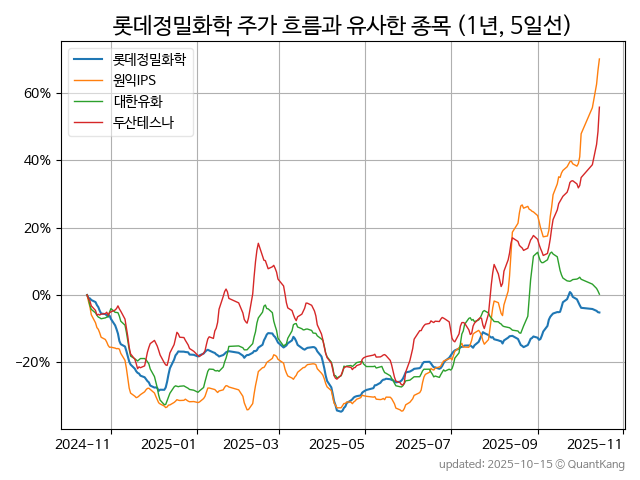 롯데정밀화학 주가 흐름과 유사한 종목 (1년, 5일선)
롯데정밀화학
원익IPS
대한유화
두산테스나
60%
40%
20%
0%
−20%
2024-11 2025-01 2025-03 2025-05 2025-07 2025-09 2025-11
updated: 2025-10-15 © QuantKang